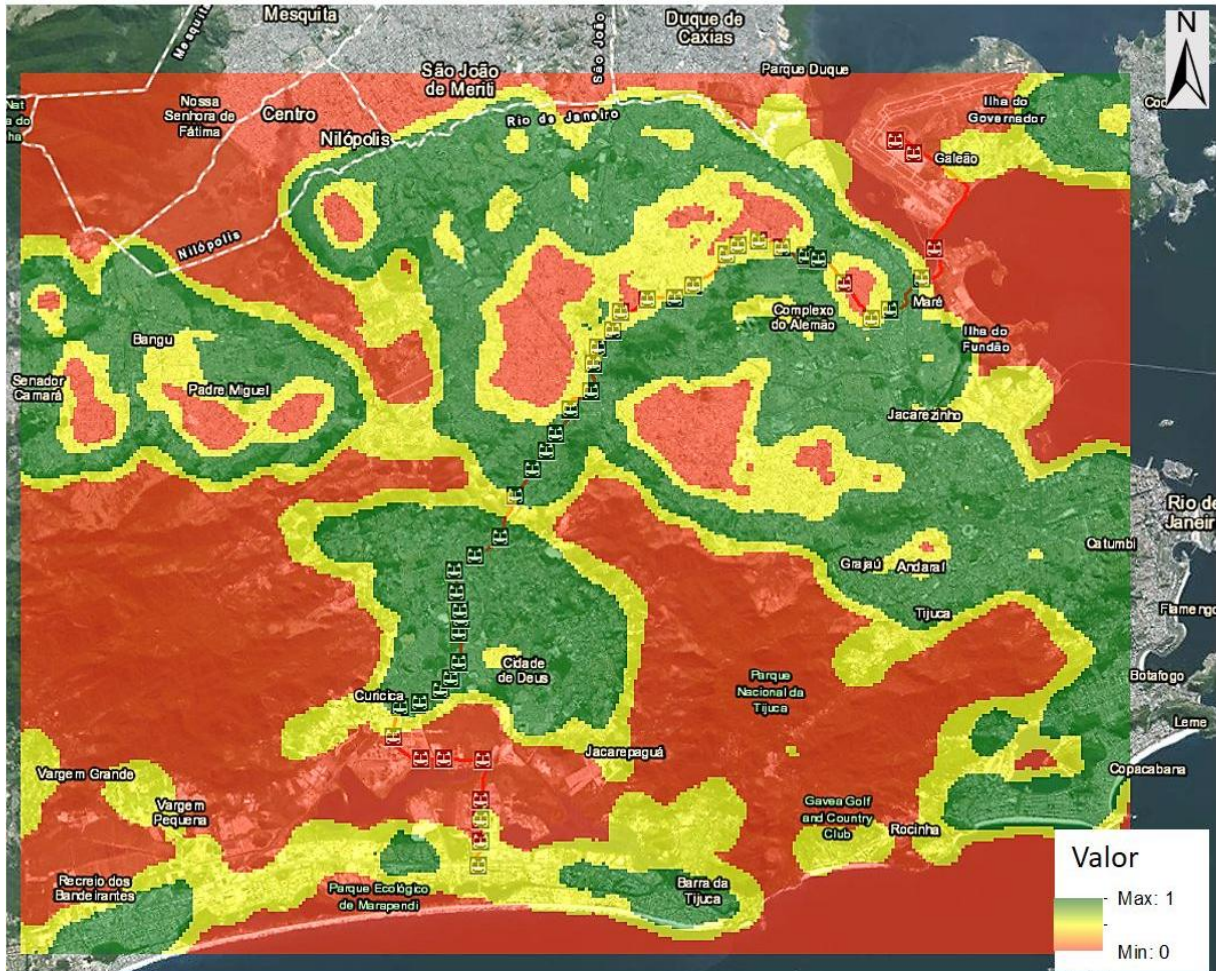 Mesquita
Mesquita
Duque de
Caxias
São João
N
São João
de Meriti
Parque Duque
Nossa
Senhora de
Fátima
Centro
Nilópolis
Rio de Janeiro
Ilha do
Governador
Galeão
Nilópolis
Maré
Complexo
do Alemão
Ilha do
Fundão
Bangu
Senador
Camará
Padre Miguel
Jacarezinho
Rio de
Janeiro
Catumbi
Grajaú
Andaraí
Tijuca
Flamengo
Cidade
de Deus
Parque
Nacional da
Tijuca
Botafogo
Curicica
Leme
Jacarepaguá
Copacabana
Vargem Grande
Vargem
Pequena
Gavea Golf
and Country
Club
Rocinha
Recreio dos
Bandeirantes
Parque Ecológico
de Marapendi
Barra da
Tijuca
Valor
Max: 1
Min: 0